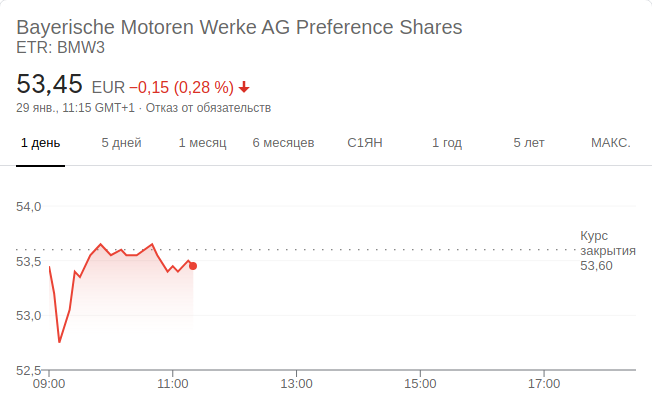 Bayerische Motoren Werke AG Preference Shares
ETR: BMW3
53,45 EUR −0,15 (0,28 %)
29 янв., 11:15 GMT+1 · Отказ от обязательств
1 день 5 дней 1 месяц 6 месяцев С1ЯН 1 год 5 лет МАКС.
54,0
Курс
закрытия
53,60
53,5
53,0
52,5
09:00 11:00 13:00 15:00 17:00